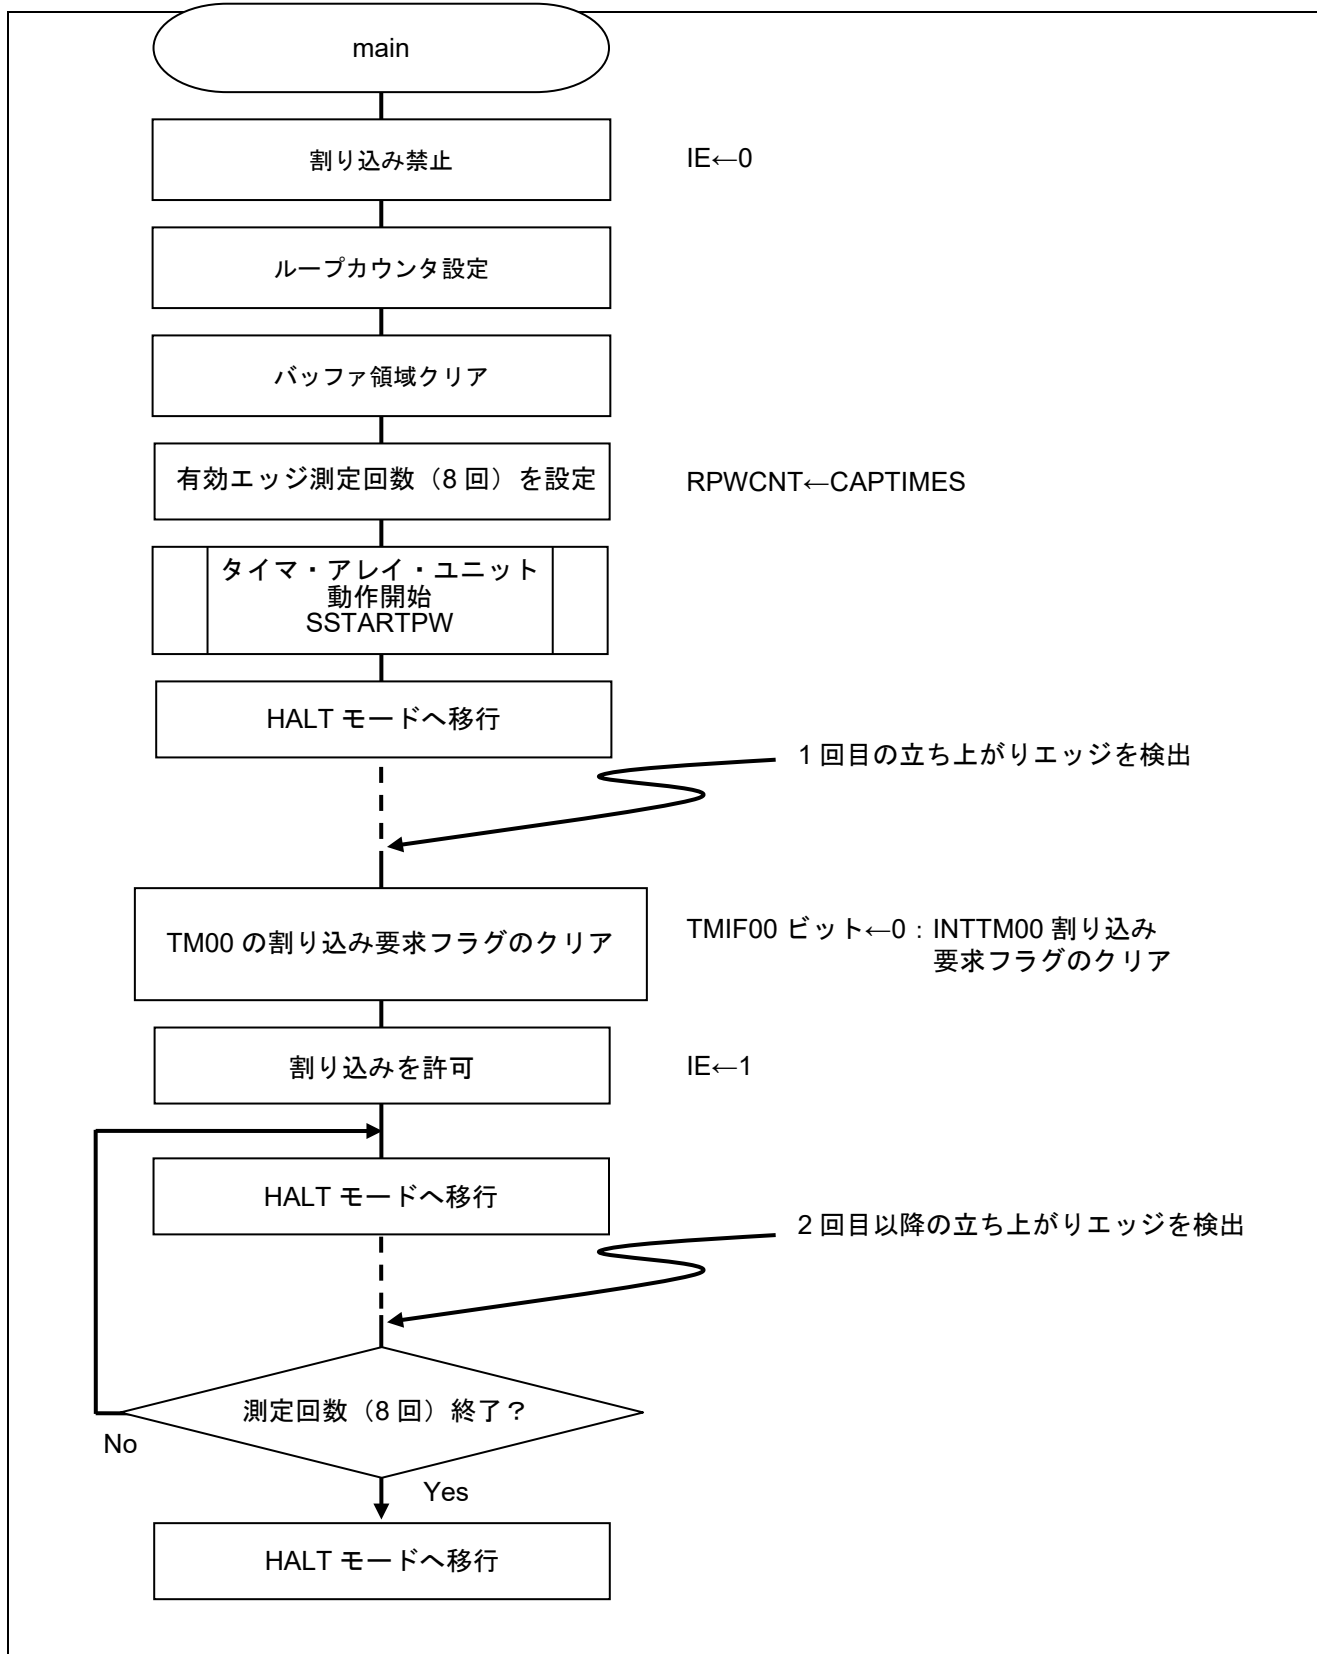 main
割り込み禁止
IE←0
ループカウンタ設定
バッファ領域クリア
有効エッジ測定回数（8 回）を設定
RPWCNT←CAPTIMES
タイマ・アレイ・ユニット
動作開始
SSTARTPW
HALT モードへ移行
1 回目の立ち上がりエッジを検出
TM00 の割り込み要求フラグのクリア
TMIF00 ビット←0：INTTM00 割り込み
要求フラグのクリア
割り込みを許可
IE←1
HALT モードへ移行
2 回目以降の立ち上がりエッジを検出
測定回数（8 回）終了？
No
Yes
HALT モードへ移行